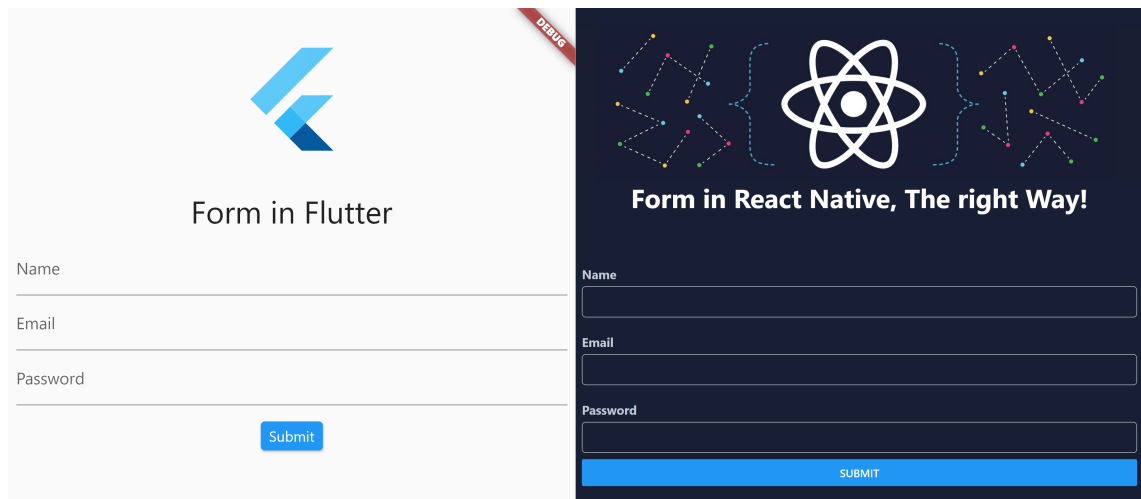 DEBUG
Form in Flutter
Name
Email
Password
Submit
Form in React Native, The right Way!
Name
Email
Password
SUBMIT